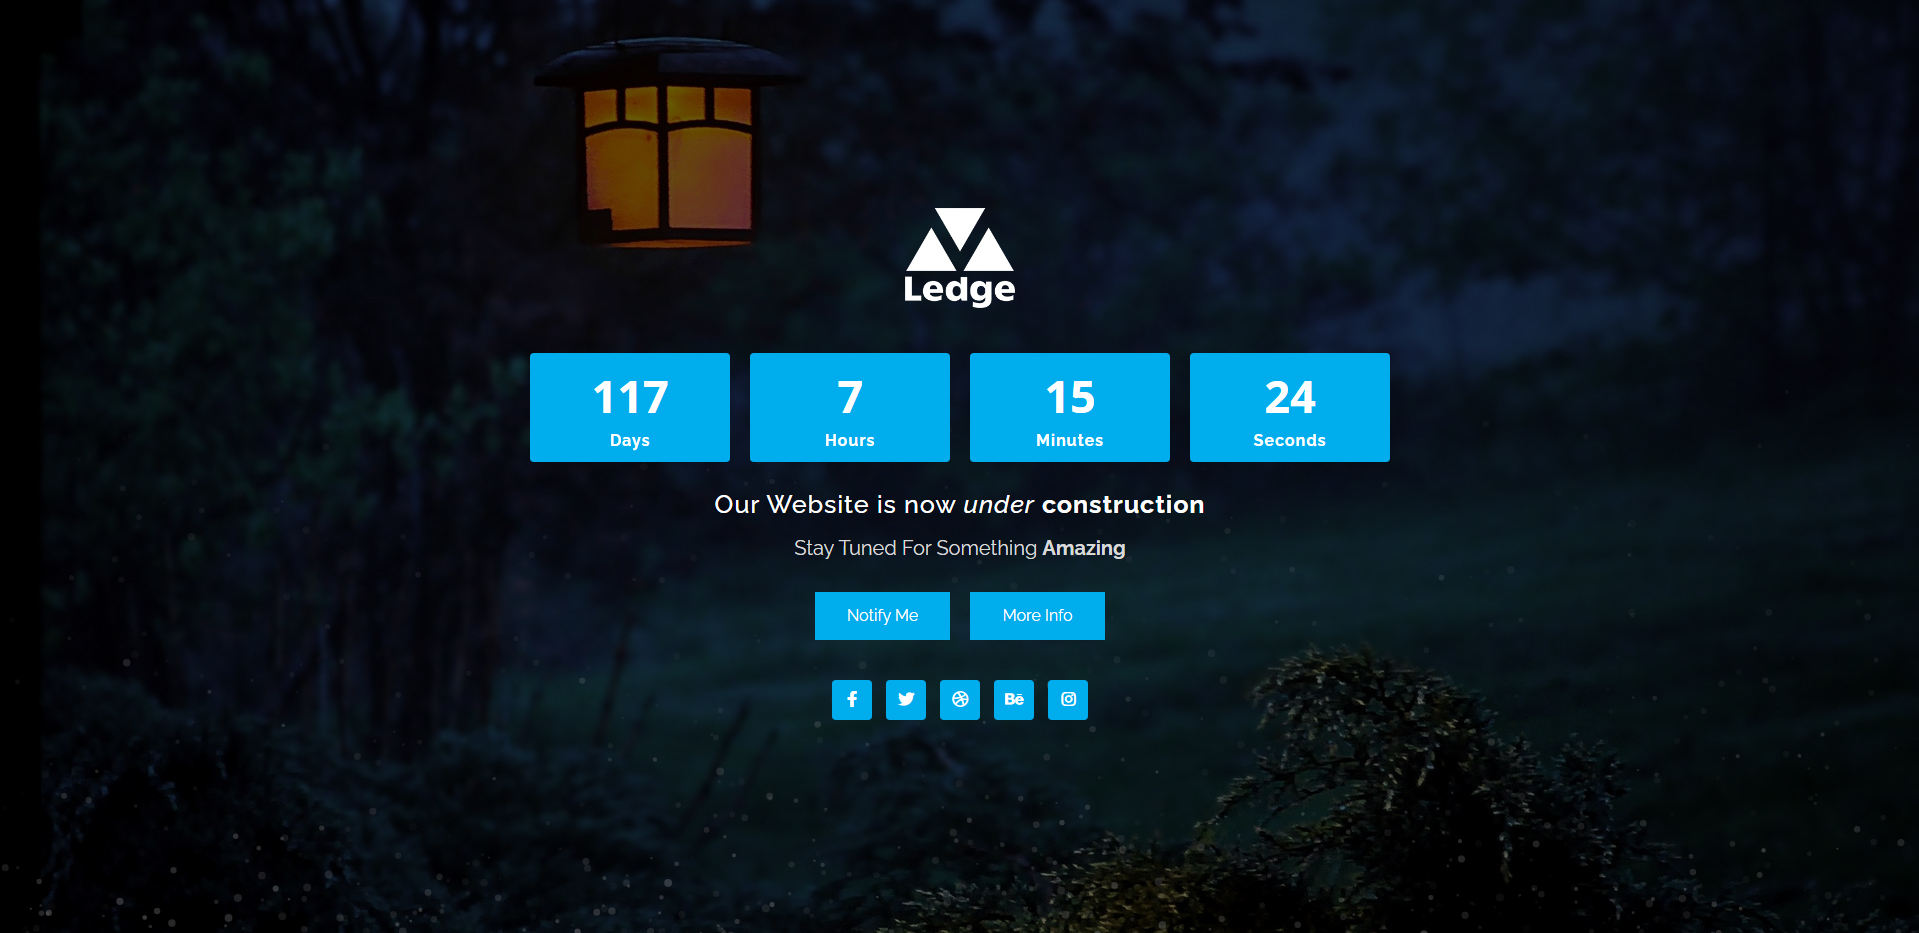 Ledge
117 7 15 24
Days Hours Minutes Seconds
Our Website is now under construction
Stay Tuned For Something Amazing
Notify Me More Info
Bē